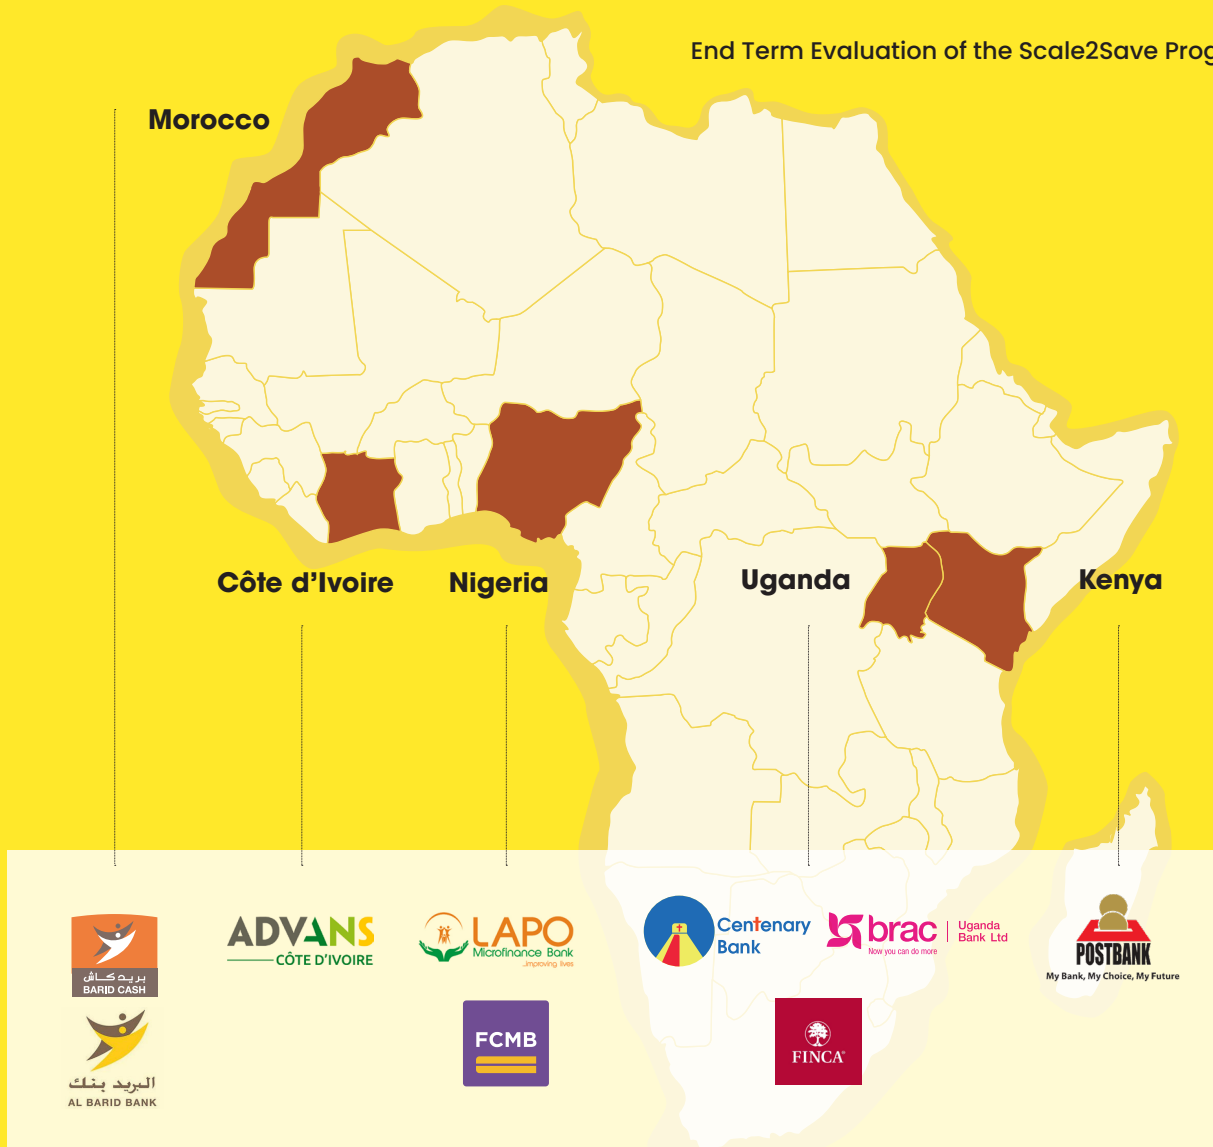 End Term Evaluation of the Scale2Save Prog
Morocco
Côte d’Ivoire
Nigeria
Uganda
Kenya
بريد كاش
BARID CASH
البريد بنك
AL BARID BANK
ADVANS
CÔTE D'IVOIRE
LAPO
Microfinance Bank
..improving lives
FCMB
Centenary
Bank
brac
Uganda
Bank Ltd
Now you can do more
FINCA®
POSTBANK
My Bank, My Choice, My Future